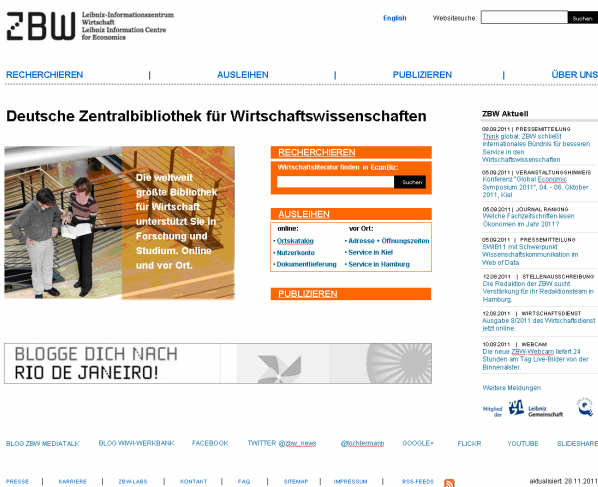 ZBW
Leibniz-Informationszentrum
Wirtschaft
Leibniz Information Centre
for Economics
English
Websitesuche:
Suchen
RECHERCHIEREN | AUSLEIHEN | PUBLIZIEREN | ÜBER UNS
Deutsche Zentralbibliothek für Wirtschaftswissenschaften
Die weltweit
größte Bibliothek
für Wirtschaft
unterstützt Sie in
Forschung und
Studium. Online
und vor Ort.
RECHERCHIEREN
Wirtschaftsliteratur finden in EconBiz:
Suchen
AUSLEIHEN
online: vor Ort:
• Ortskatalog • Adresse + Öffnungszeiten
• Nutzerkonto • Service in Kiel
• Dokumentlieferung • Service in Hamburg
PUBLIZIEREN
ZBW Aktuell
08.09.2011 | PRESSEMITTEILUNG
Think global: ZBW schließt
internationales Bündnis für besseren
Service in den
Wirtschaftswissenschaften
05.09.2011 | VERANSTALTUNGSHINWEIS
Konferenz "Global Economic
Symposium 2011", 04. - 06. Oktober
2011, Kiel
05.09.2011 | JOURNAL RANKING
Welche Fachzeitschriften lesen
Ökonomen im Jahr 2011?
05.09.2011 | PRESSEMITTEILUNG
SWIB11 mit Schwerpunkt
Wissenschaftskommunikation im
Web of Data
12.08.2011 | STELLENAUSSCHREIBUNG
Die Redaktion der ZBW sucht
Verstärkung für ihr Redaktionsteam in
Hamburg.
12.08.2011 | WIRTSCHAFTSDIENST
Ausgabe 8/2011 des Wirtschaftsdienst
jetzt online.
10.08.2011 | WEBCAM
Die neue ZBW-Webcam liefert 24
Stunden am Tag Live-Bilder von der
Binnenalster.
Weitere Meldungen
Mitglied
der
Leibniz
Gemeinschaft
BLOGGE DICH NACH
RIO DE JANEIRO!
BLOG ZBW MEDIATALK BLOG WIWI-WERKBANK FACEBOOK TWITTER @zbw_news @tochtermann GOOGLE+ FLICKR YOUTUBE SLIDESHARE
PRESSE | KARRIERE | ZBW-LABS | KONTAKT | FAQ | SITEMAP | IMPRESSUM | RSS-FEEDS
aktualisiert: 28.11.2011